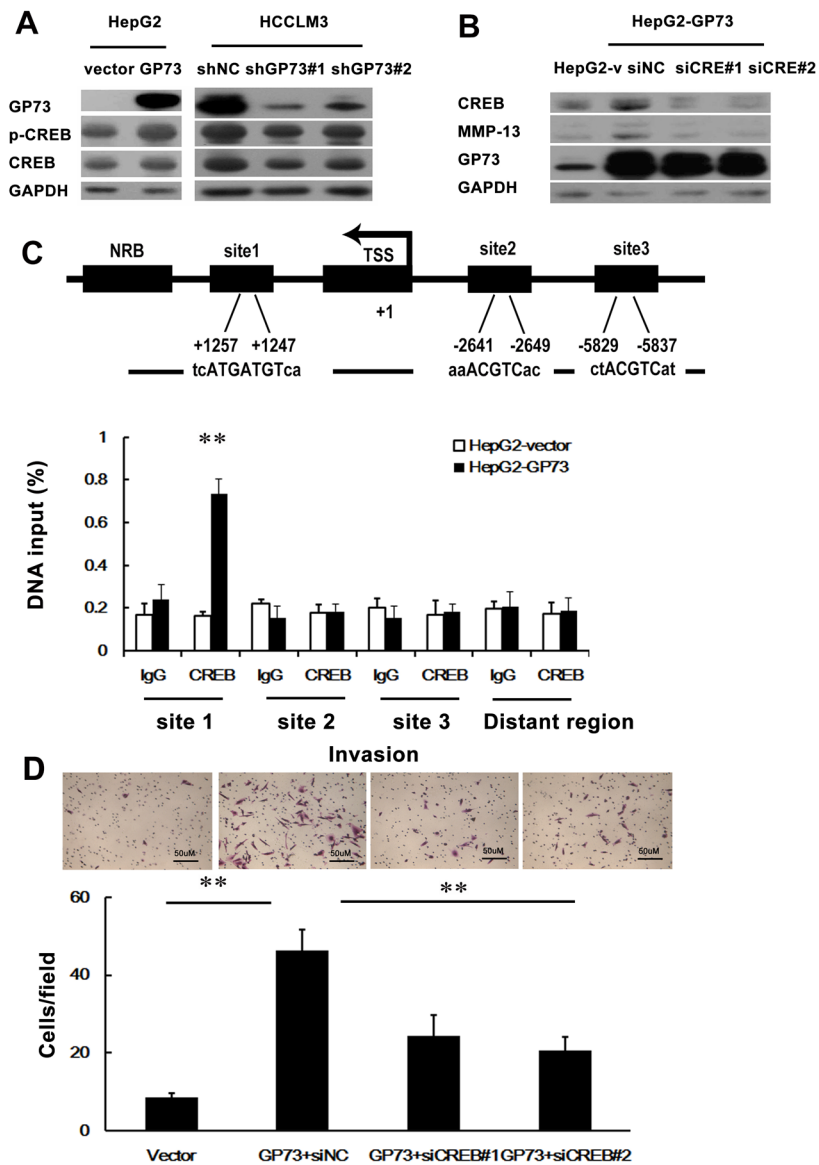 A
HepG2
HCCLM3
vector GP73
shNC shGP73#1 shGP73#2
GP73
p-CREB
CREB
GAPDH
B
HepG2-GP73
HepG2-v siNC siCRE#1 siCRE#2
CREB
MMP-13
GP73
GAPDH
C
NRB site1 TSS site2 site3
+1
+1257 +1247 -2641 -2649 -5829 -5837
tcATGATGTca aaACGTCac ctACGTCat
DNA input (%)
1
0.8
0.6
0.4
0.2
0
**
HepG2-vector
HepG2-GP73
IgG CREB IgG CREB IgG CREB IgG CREB
site 1 site 2 site 3 Distant region
D
Invasion
50uM 50uM 50uM 50uM
Cells/field
60
40
20
0
** **
Vector GP73+siNC GP73+siCREB#1 GP73+siCREB#2